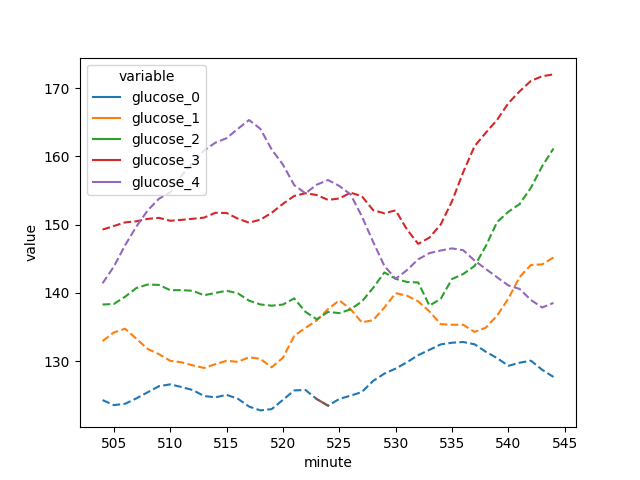 170
160
150
140
130
value
variable
glucose_0
glucose_1
glucose_2
glucose_3
glucose_4
505 510 515 520 525 530 535 540 545
minute